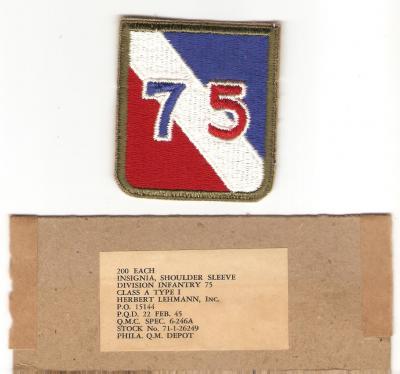 75
200 EACH
INSIGNIA, SHOULDER SLEEVE
DIVISION INFANTRY 75
CLASS A TYPE I
HERBERT LEHMANN, INC.
P.O. 15144
P.Q.D. 22 FEB. 45
Q.M.C. SPEC. 6-246A
STOCK No. 71-1-26249
PHILA. Q.M. DEPOT